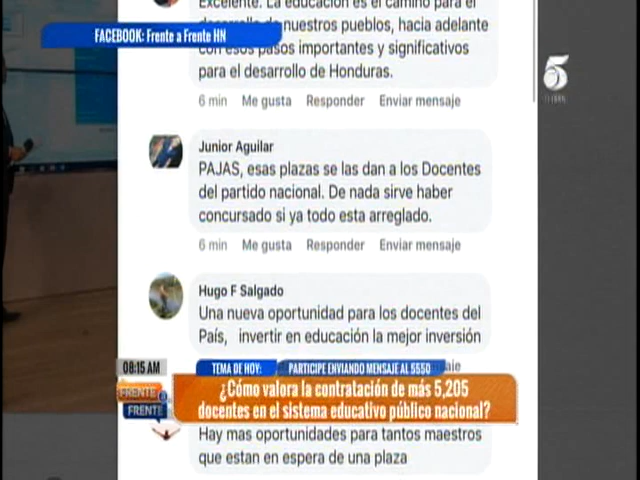 Excelente. La educación es el camino para el
nuestros pueblos, hacia adelante
FACEBOOK: Frente a Frente HN
con esos pasos importantes y significativos
para el desarrollo de Honduras.
6 min Me gusta Responder Enviar mensaje
5
Junior Aguilar
PAJAS, esas plazas se las dan a los Docentes
del partido nacional. De nada sirve haber
concursado si ya todo esta arreglado.
6 min Me gusta Responder Enviar mensaje
Hugo F Salgado
Una nueva oportunidad para los docentes del
País, invertir en educación la mejor inversión
08:15 AM
TEMA DE HOY:
PARTICIPE ENVIANDO MENSAJE AL 5550
FRENTE a FRENTE
¿Cómo valora la contratación de más 5,205
docentes en el sistema educativo público nacional?
Hay mas oportunidades para tantos maestros
que estan en espera de una plaza